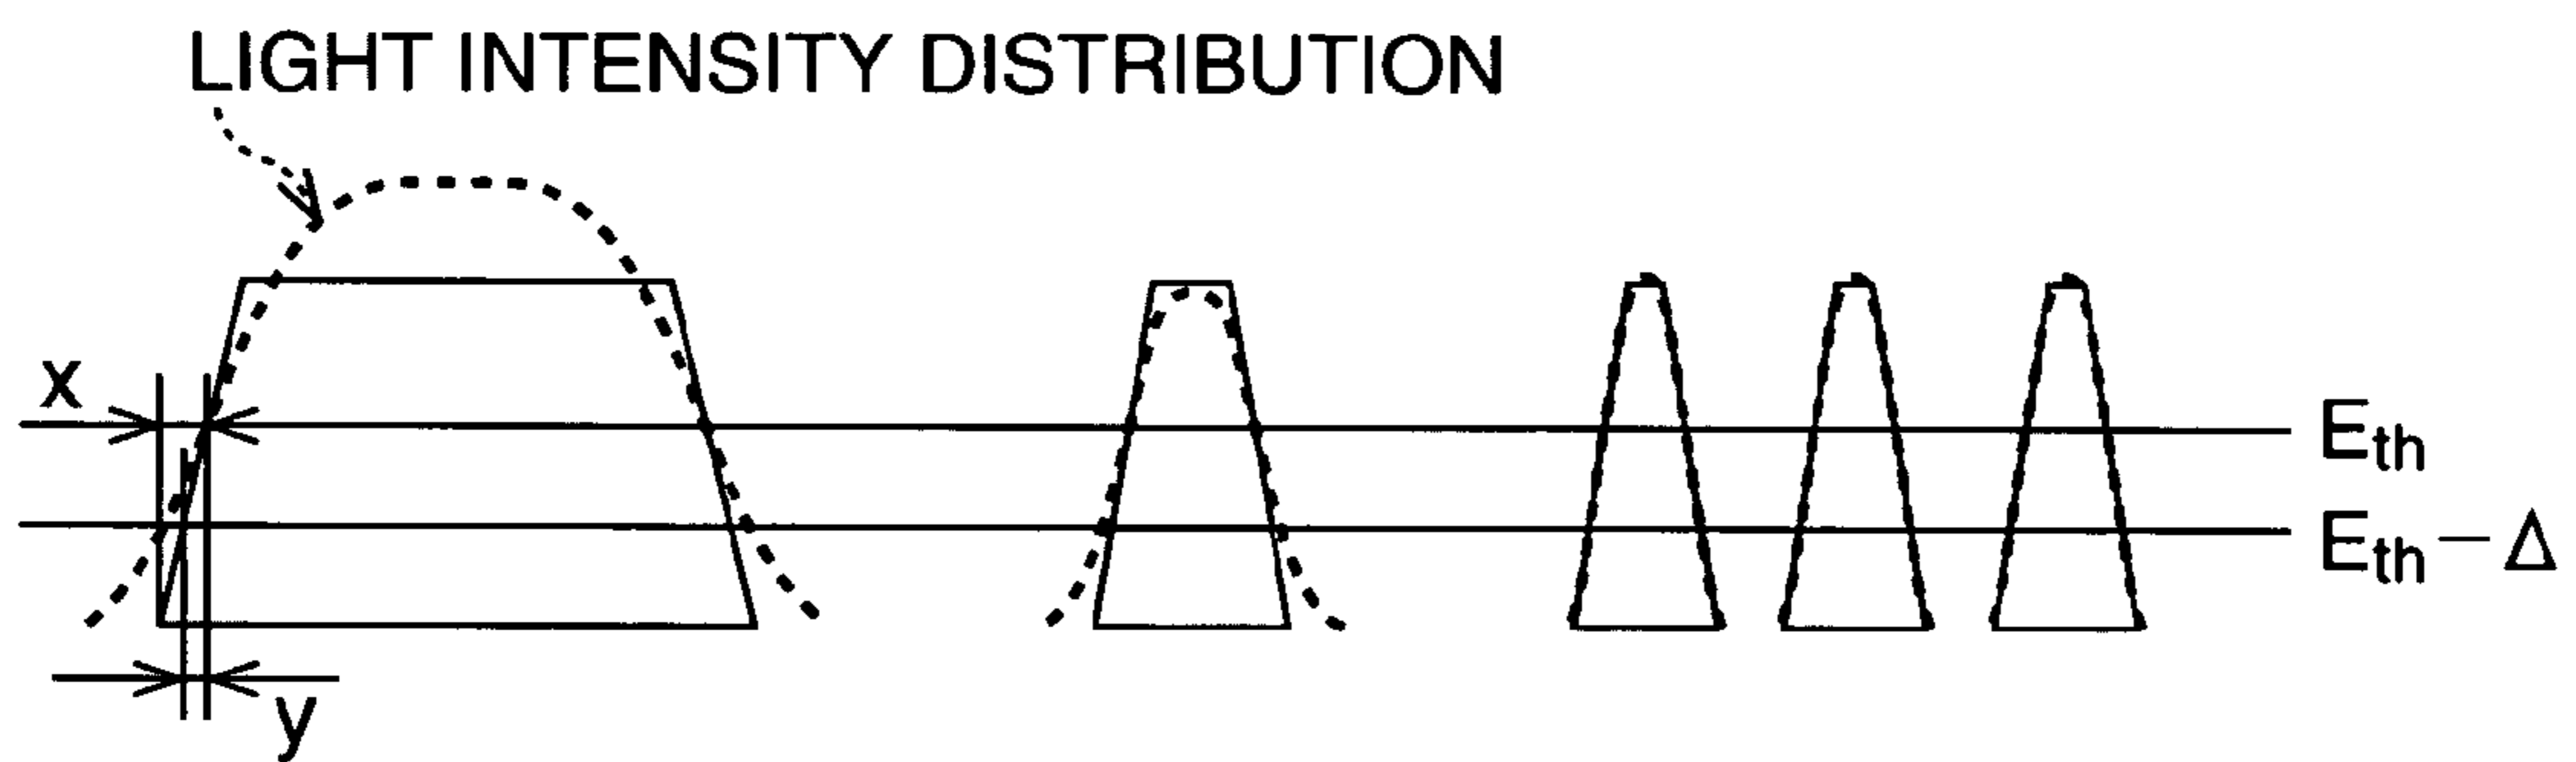 LIGHT INTENSITY DISTRIBUTION
x
Eth
Eth − Δ
y